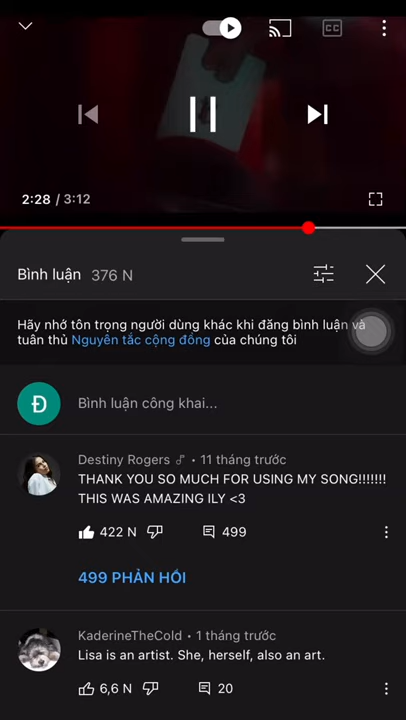 CC
2:28 / 3:12
Bình luận 376 N
Hãy nhớ tôn trọng người dùng khác khi đăng bình luận và
tuân thủ Nguyên tắc cộng đồng của chúng tôi
Đ
Bình luận công khai...
Destiny Rogers • 11 tháng trước
THANK YOU SO MUCH FOR USING MY SONG!!!!!!!
THIS WAS AMAZING ILY <3
422 N 499
499 PHẢN HỒI
KaderineTheCold • 1 tháng trước
Lisa is an artist. She, herself, also an art.
6,6 N 20